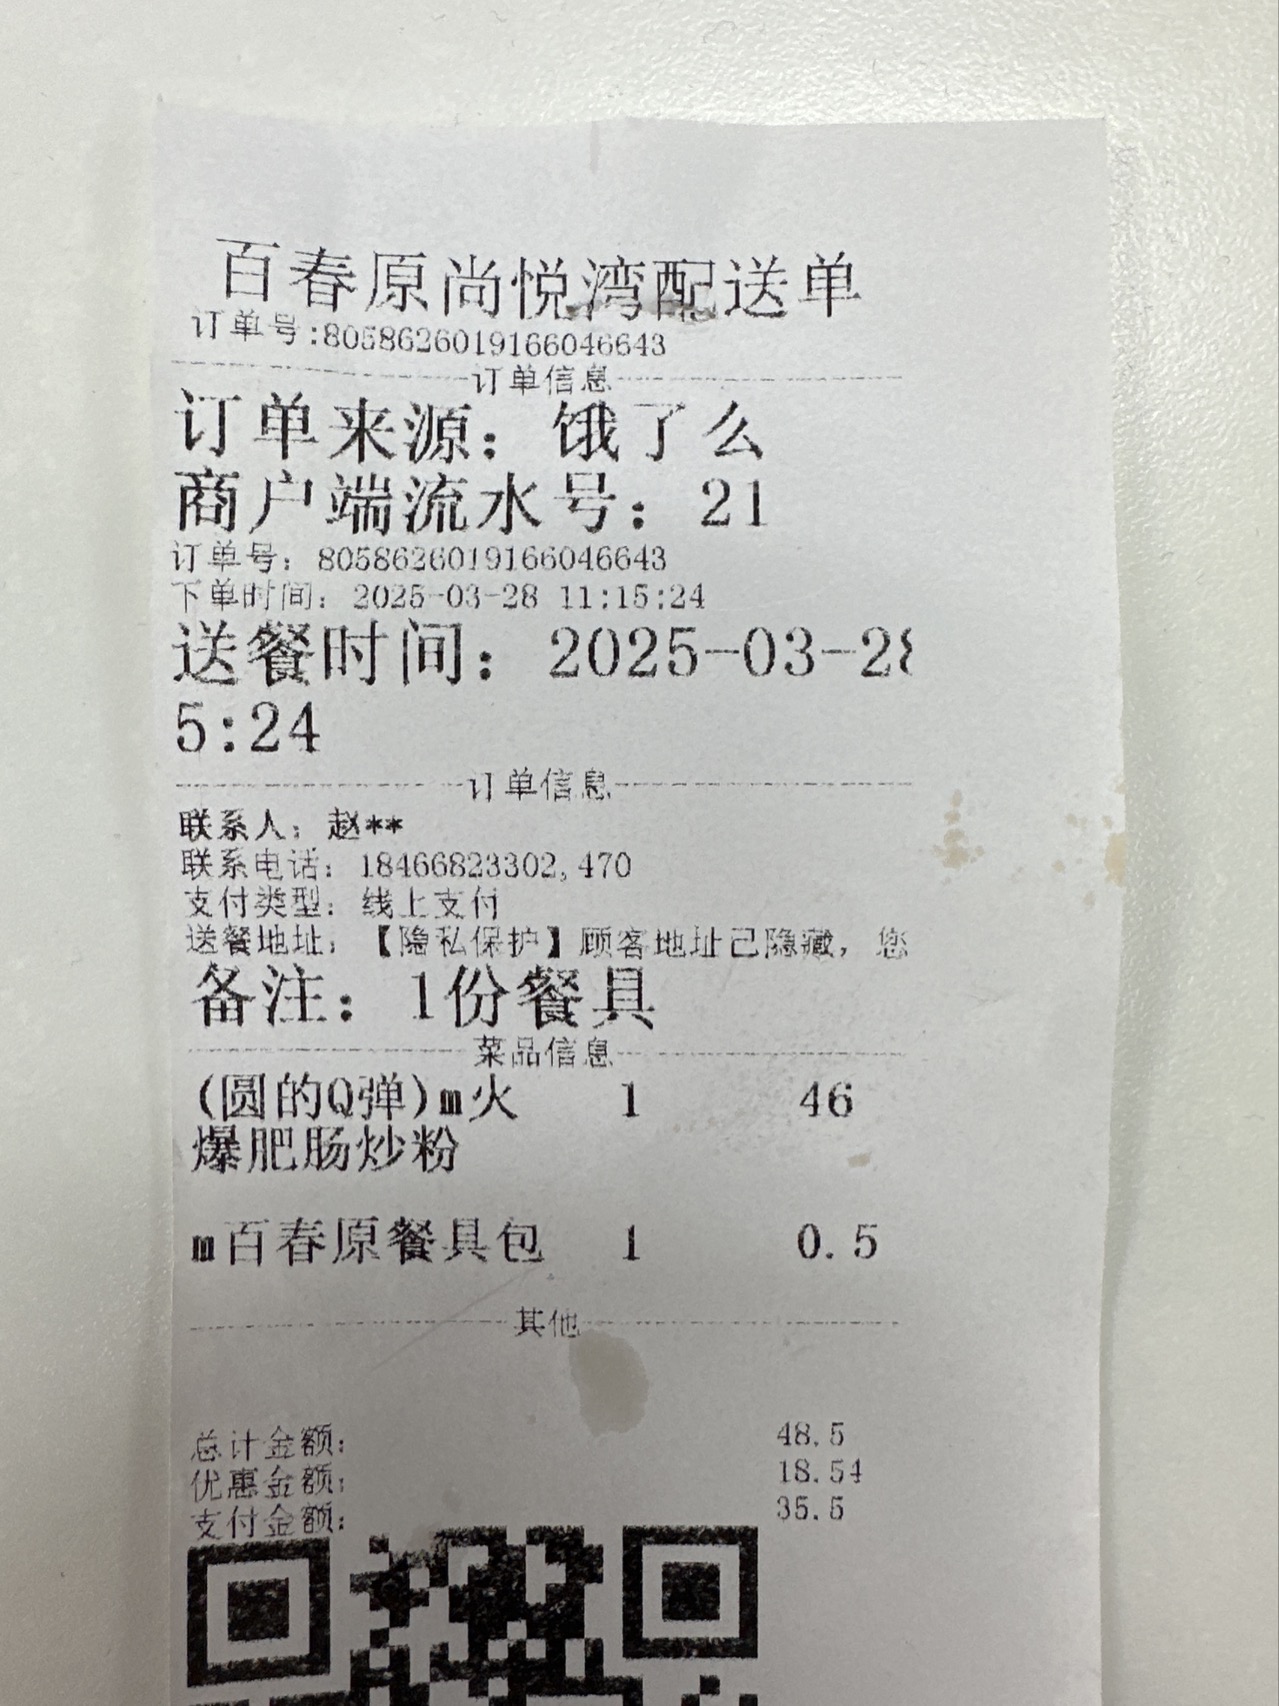 百春原尚悦湾配送单
订单号:8058626019166046643
订单信息
订单来源：饿了么
商户端流水号：21
订单号：8058626019166046643
下单时间：2025-03-28 11:15:24
送餐时间：2025-03-28
5:24
订单信息
联系人：赵**
联系电话：18466823302,470
支付类型：线上支付
送餐地址：【隐私保护】顾客地址已隐藏，您
备注：1份餐具
菜品信息
(圆的Q弹)m火 1 46
爆肥肠炒粉
m百春原餐具包 1 0.5
其他
总计金额： 48.5
优惠金额： 18.54
支付金额： 35.5